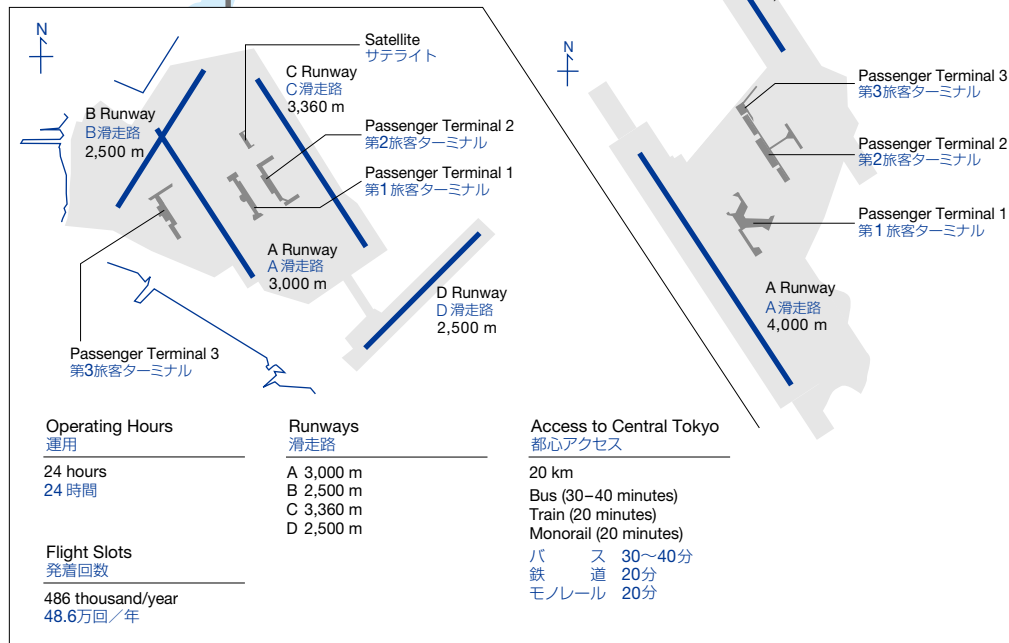 N
Satellite
サテライト
C Runway
C滑走路
3,360 m
B Runway
B滑走路
2,500 m
Passenger Terminal 2
第2旅客ターミナル
Passenger Terminal 1
第1旅客ターミナル
A Runway
A滑走路
3,000 m
D Runway
D滑走路
2,500 m
Passenger Terminal 3
第3旅客ターミナル
N
Passenger Terminal 3
第3旅客ターミナル
Passenger Terminal 2
第2旅客ターミナル
Passenger Terminal 1
第1旅客ターミナル
A Runway
A滑走路
4,000 m
Operating Hours
運用
24 hours
24時間
Flight Slots
発着回数
486 thousand/year
48.6万回／年
Runways
滑走路
A 3,000 m
B 2,500 m
C 3,360 m
D 2,500 m
Access to Central Tokyo
都心アクセス
20 km
Bus (30–40 minutes)
Train (20 minutes)
Monorail (20 minutes)
バス 30〜40分
鉄道 20分
モノレール 20分